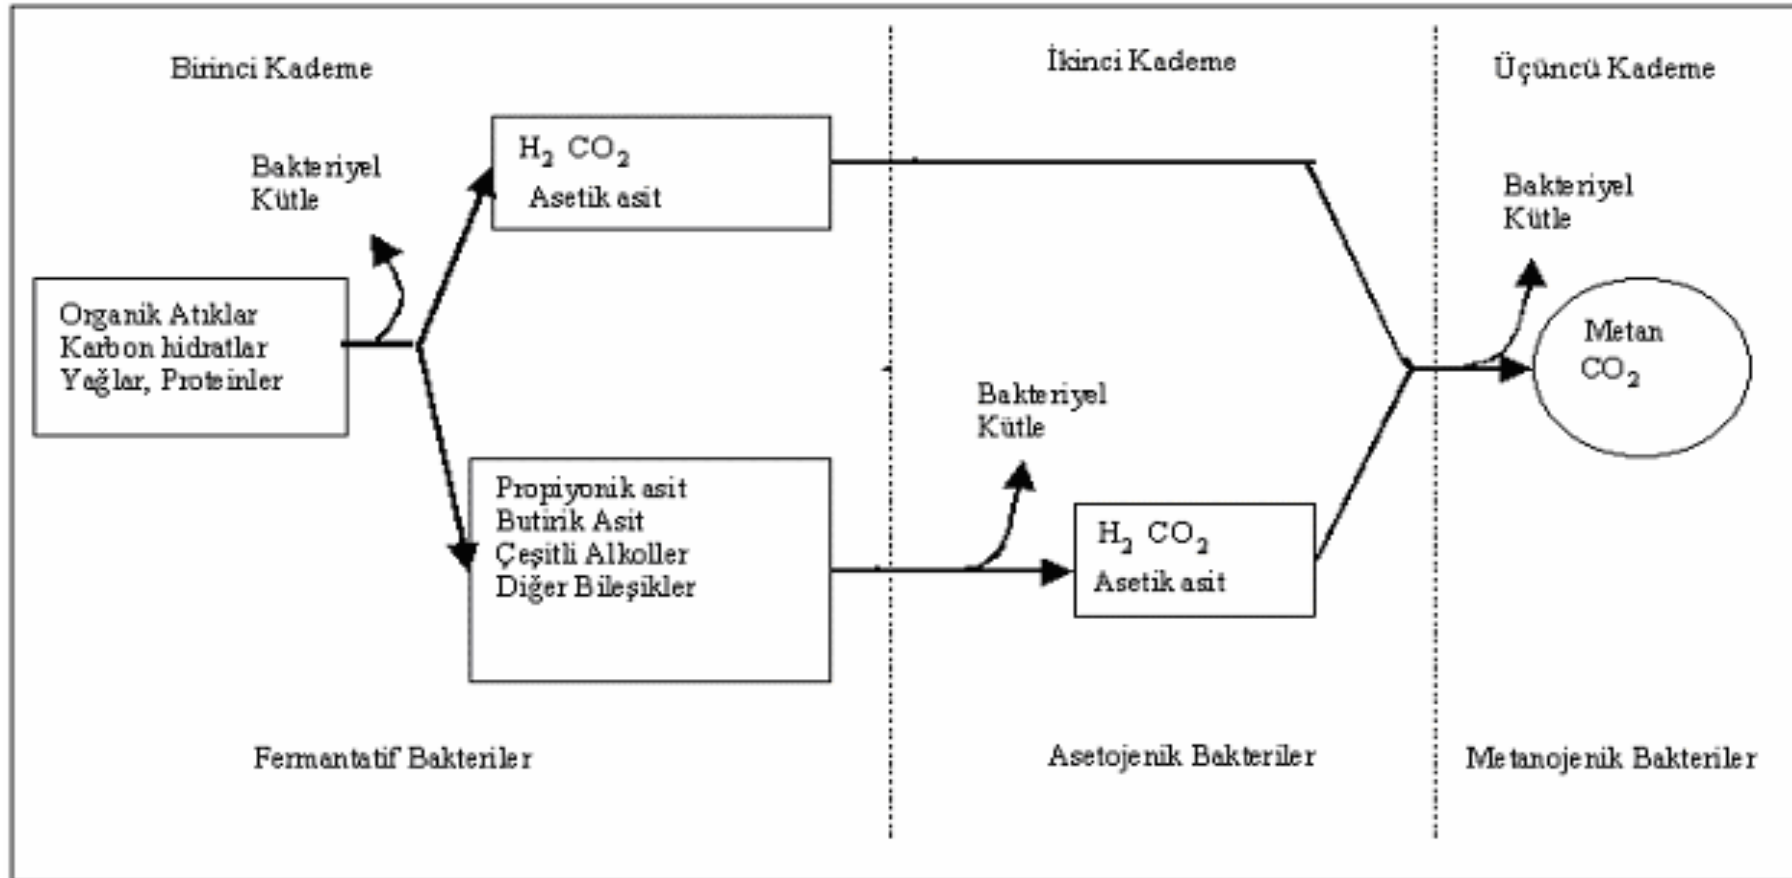 Birinci Kademe
İkinci Kademe
Üçüncü Kademe
Bakteriyel
Kütle
H₂ CO₂
Asetik asit
Bakteriyel
Kütle
Organik Atıklar
Karbon hidratlar
Yağlar, Proteinler
Metan
CO₂
Bakteriyel
Kütle
Propiyonik asit
Butirik Asit
Çeşitli Alkoller
Diğer Bileşikler
H₂ CO₂
Asetik asit
Fermantatif Bakteriler
Asetojenik Bakteriler
Metanojenik Bakteriler